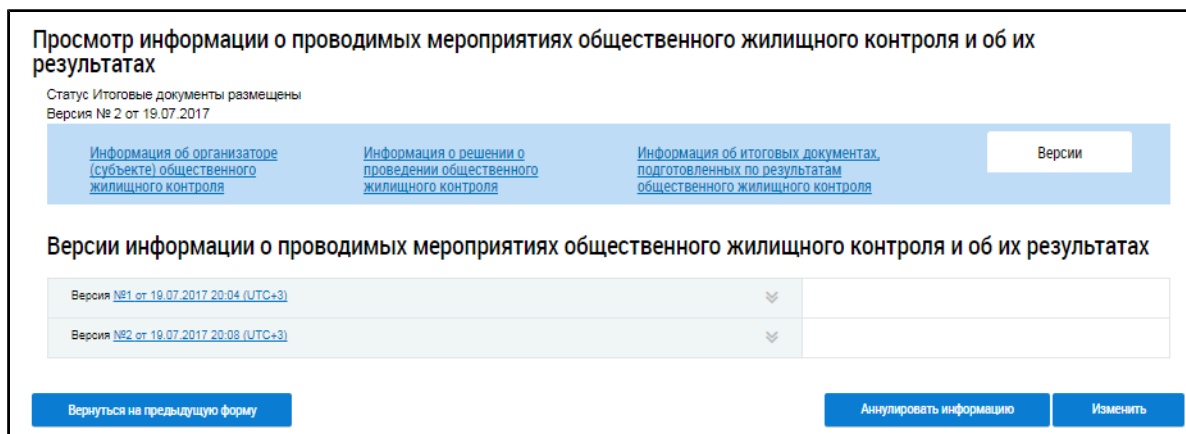 Просмотр информации о проводимых мероприятиях общественного жилищного контроля и об их
результатах
Статус Итоговые документы размещены
Версия № 2 от 19.07.2017
Информация об организаторе
(субъекте) общественного
жилищного контроля
Информация о решении о
проведении общественного
жилищного контроля
Информация об итоговых документах,
подготовленных по результатам
общественного жилищного контроля
Версии
Версии информации о проводимых мероприятиях общественного жилищного контроля и об их результатах
Версия №1 от 19.07.2017 20:04 (UTC+3)
Версия №2 от 19.07.2017 20:08 (UTC+3)
Вернуться на предыдущую форму
Аннулировать информацию
Изменить